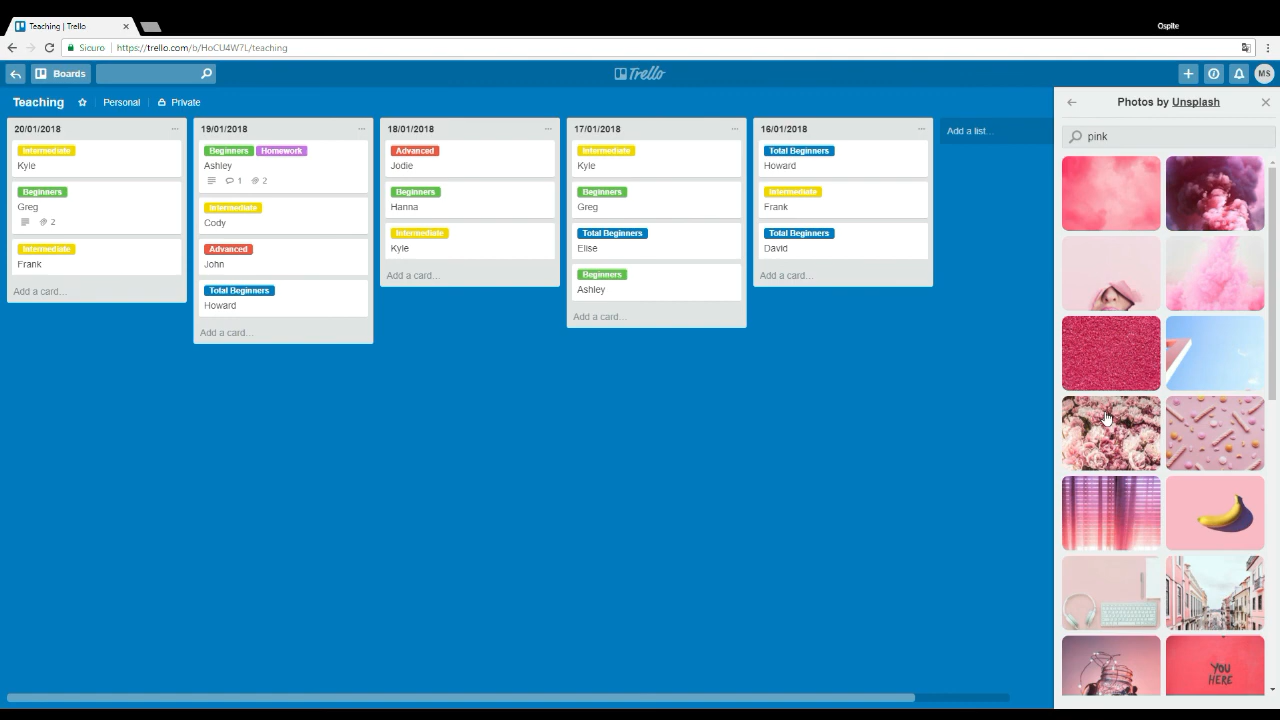 Teaching | Trello
Ospite
Sicuro https://trello.com/b/HoCU4W7L/teaching
Boards
Trello
MS
Teaching Personal Private
Photos by Unsplash
pink
20/01/2018
Intermediate
Kyle
Beginners
Greg
2
Intermediate
Frank
Add a card...
19/01/2018
Beginners Homework
Ashley
1 2
Intermediate
Cody
Advanced
John
Total Beginners
Howard
Add a card...
18/01/2018
Advanced
Jodie
Beginners
Hanna
Intermediate
Kyle
Add a card...
17/01/2018
Intermediate
Kyle
Beginners
Greg
Total Beginners
Elise
Beginners
Ashley
Add a card...
16/01/2018
Total Beginners
Howard
Intermediate
Frank
Total Beginners
David
Add a card...
Add a list...
YOU
HERE